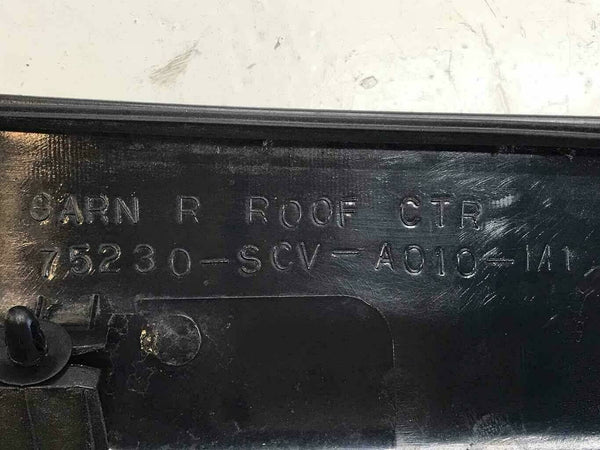 GARN R ROOF CTR
75230-SCV-A010-M1